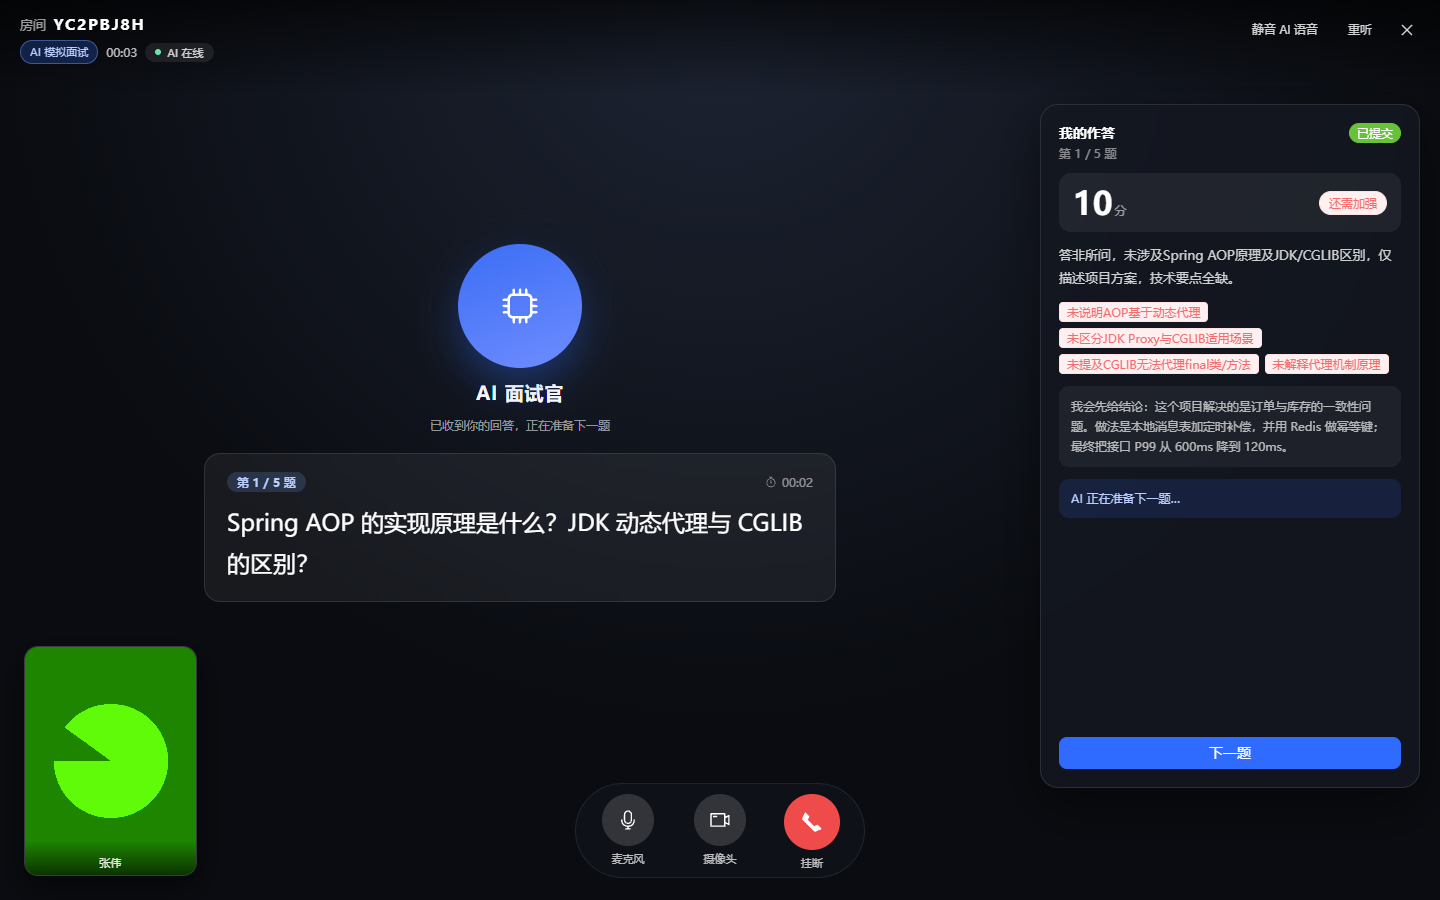 房间 YC2PBJ8H
AI 模拟面试 00:03 AI 在线
静音 AI 语音 重听
AI 面试官
已收到你的回答，正在准备下一题
第 1 / 5 题 00:02
Spring AOP 的实现原理是什么？JDK 动态代理与 CGLIB
的区别？
张伟
麦克风 摄像头 挂断
我的作答 已提交
第 1 / 5 题
10分 还需加强
答非所问，未涉及Spring AOP原理及JDK/CGLIB区别，仅
描述项目方案，技术要点全缺。
未说明AOP基于动态代理
未区分JDK Proxy与CGLIB适用场景
未提及CGLIB无法代理final类/方法 未解释代理机制原理
我会先给结论：这个项目解决的是订单与库存的一致性问
题。做法是本地消息表加定时补偿，并用 Redis 做幂等键；
最终把接口 P99 从 600ms 降到 120ms。
AI 正在准备下一题...
下一题